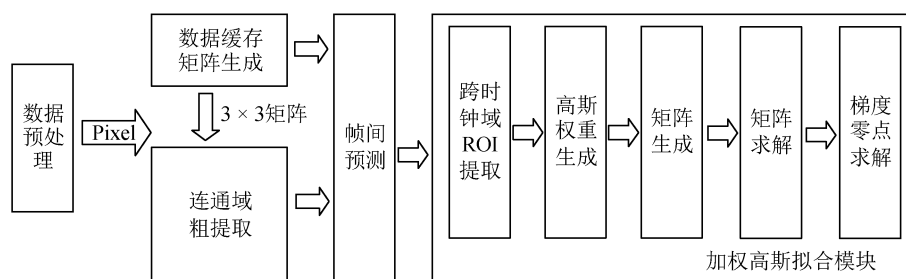 数据
预处
理
Pixel
数据缓存
矩阵生成
3 × 3矩阵
连通域
粗提取
帧间
预测
跨时
钟域
ROI
提取
高斯
权重
生成
矩阵
生成
矩阵
求解
梯度
零点
求解
加权高斯拟合模块